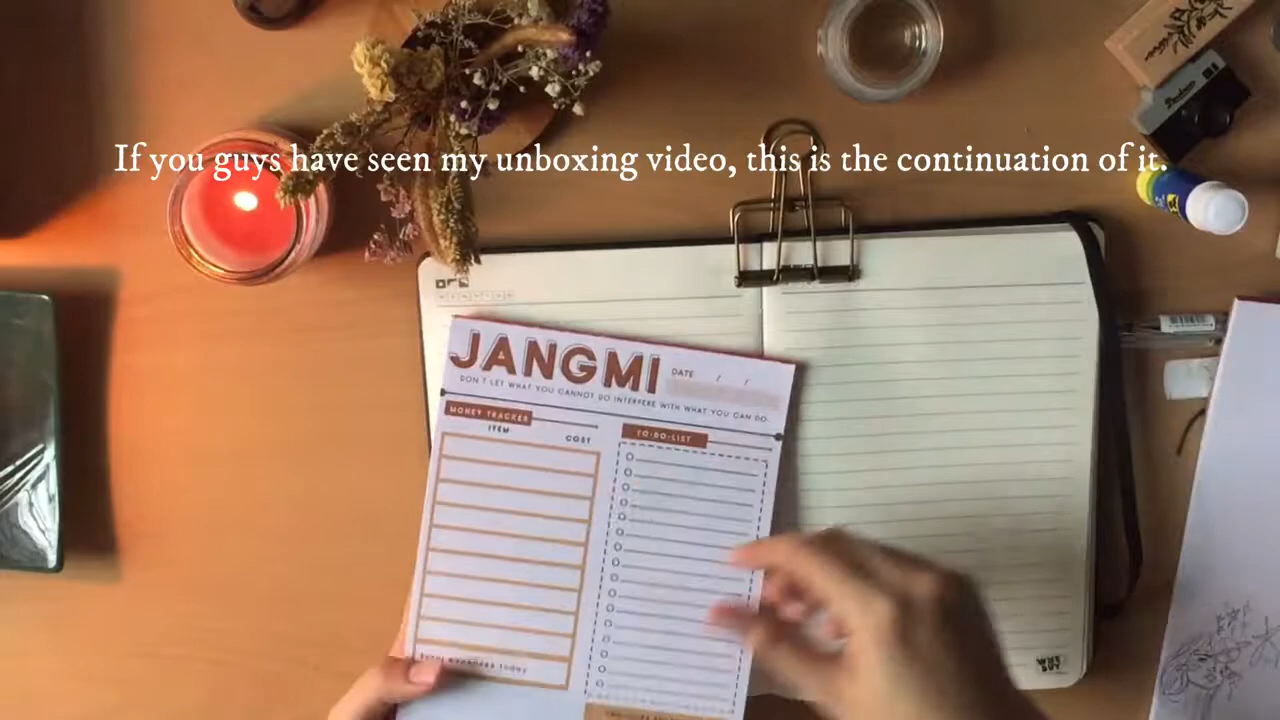 If you guys have seen my unboxing video, this is the continuation of it.
JANGMI
DATE / /
DON'T LET WHAT YOU CANNOT DO INTERFERE WITH WHAT YOU CAN DO
MONEY TRACKER
ITEM COST
TO-DO-LIST